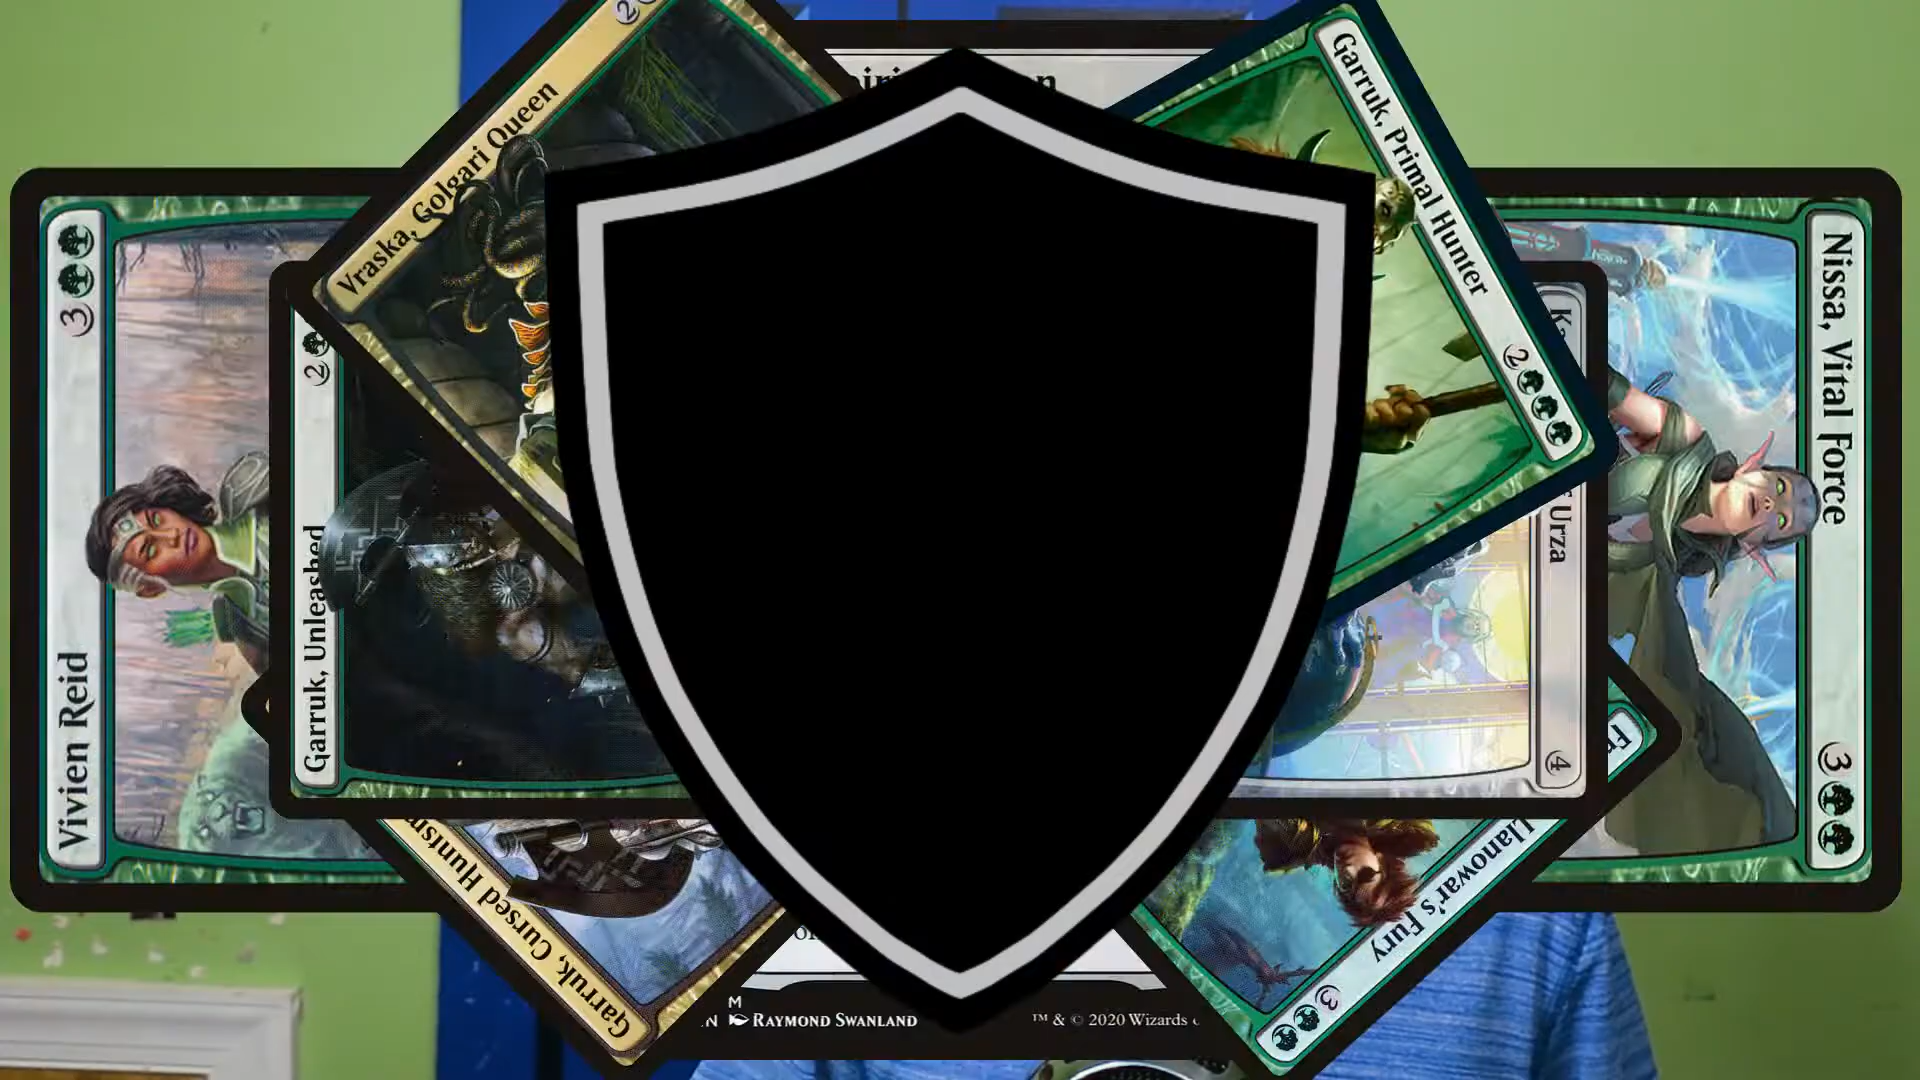 2
Vraska, Golgari Queen
Garruk, Primal Hunter
2
Vivien Reid
3
Garruk, Unleashed
2
Urza
4
Nissa, Vital Force
3
Garruk, Cursed Huntsm
Llanowar's Fury
3
M
N RAYMOND SWANLAND
™ & © 2020 Wizards